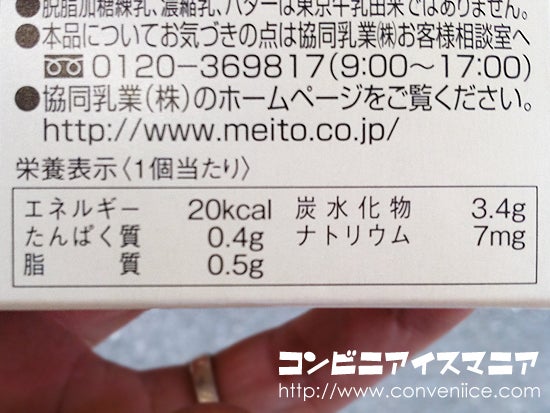 ●脱脂加糖練乳、濃縮乳、バターは東京牛乳由来ではありません。
●本品についてお気づきの点は協同乳業㈱お客様相談室へ
0120-369817(9:00〜17:00)
●協同乳業(株)のホームページをご覧ください。
http://www.meito.co.jp/
栄養表示〈1個当たり〉
エネルギー 20kcal 炭水化物 3.4g
たんぱく質 0.4g ナトリウム 7mg
脂質 0.5g
コンビニアイスマニア
http://www.conveniice.com/